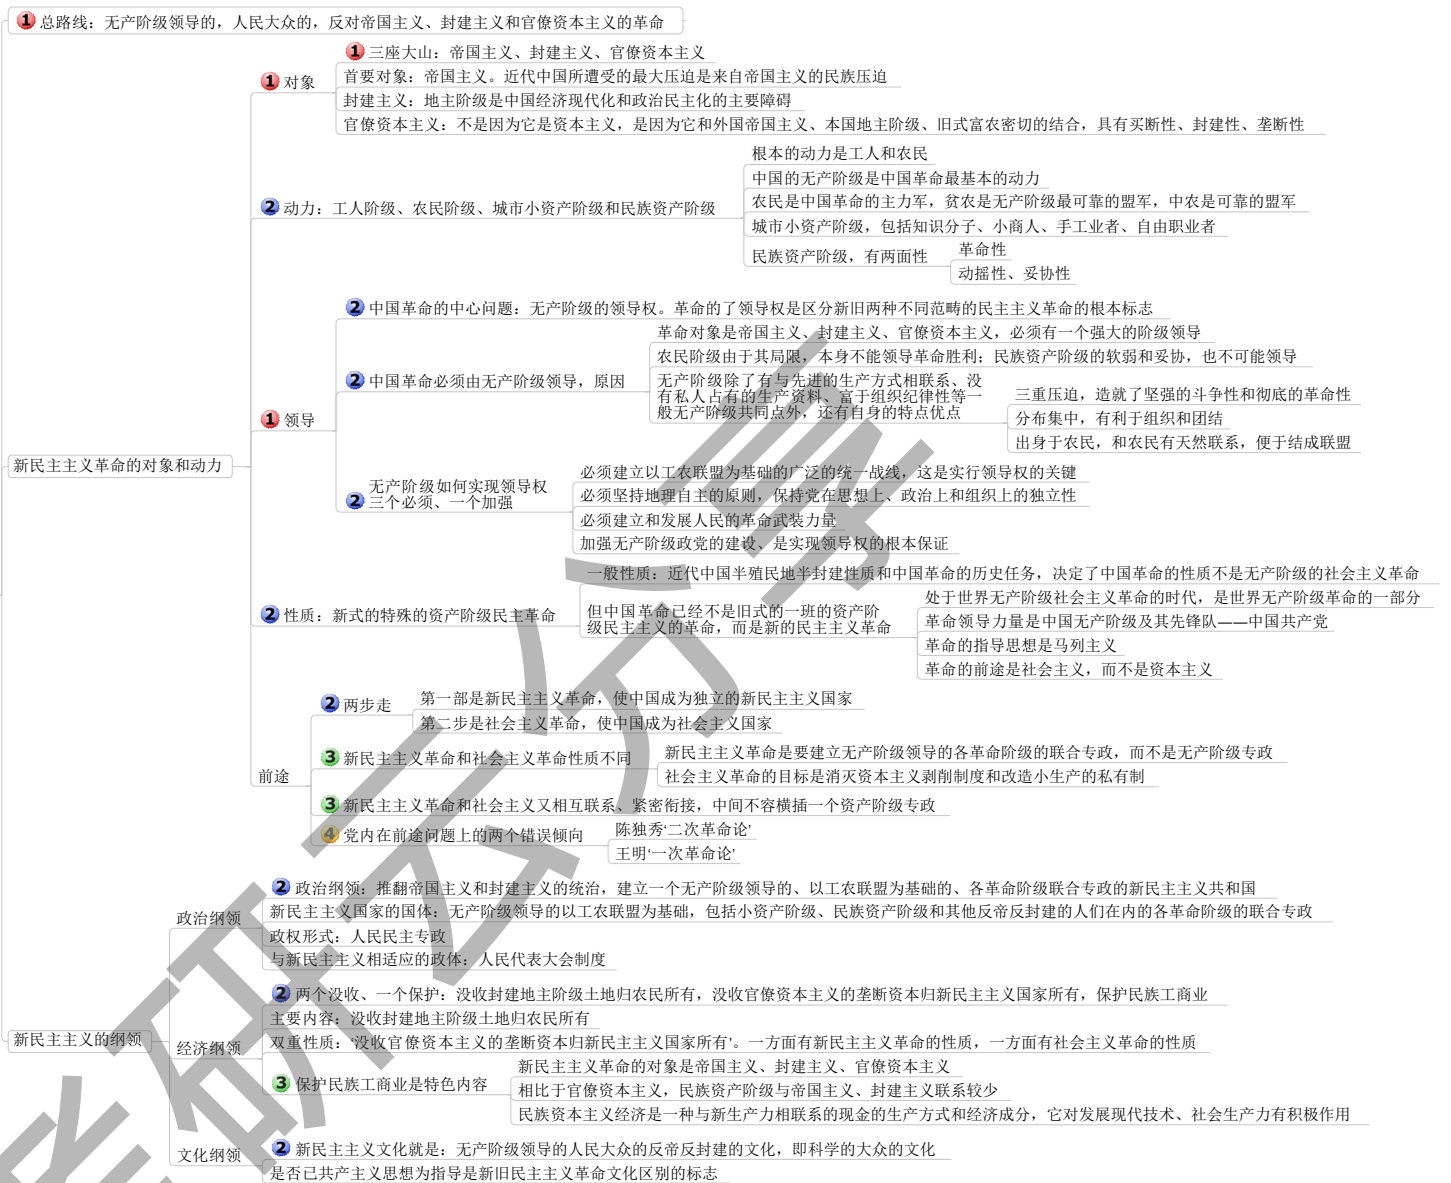 1 总路线：无产阶级领导的，人民大众的，反对帝国主义、封建主义和官僚资本主义的革命
新民主主义革命的对象和动力
1 对象
1 三座大山：帝国主义、封建主义、官僚资本主义
首要对象：帝国主义。近代中国所遭受的最大压迫是来自帝国主义的民族压迫
封建主义：地主阶级是中国经济现代化和政治民主化的主要障碍
官僚资本主义：不是因为它是资本主义，是因为它和外国帝国主义、本国地主阶级、旧式富农密切的结合，具有买断性、封建性、垄断性
2 动力：工人阶级、农民阶级、城市小资产阶级和民族资产阶级
根本的动力是工人和农民
中国的无产阶级是中国革命最基本的动力
农民是中国革命的主力军，贫农是无产阶级最可靠的盟军，中农是可靠的盟军
城市小资产阶级，包括知识分子、小商人、手工业者、自由职业者
民族资产阶级，有两面性
革命性
动摇性、妥协性
1 领导
2 中国革命的中心问题：无产阶级的领导权。革命的了领导权是区分新旧两种不同范畴的民主主义革命的根本标志
2 中国革命必须由无产阶级领导，原因
革命对象是帝国主义、封建主义、官僚资本主义，必须有一个强大的阶级领导
农民阶级由于其局限，本身不能领导革命胜利；民族资产阶级的软弱和妥协，也不可能领导
无产阶级除了有与先进的生产方式相联系、没
有私人占有的生产资料、富于组织纪律性等一
般无产阶级共同点外，还有自身的特点优点
三重压迫，造就了坚强的斗争性和彻底的革命性
分布集中，有利于组织和团结
出身于农民，和农民有天然联系，便于结成联盟
2 无产阶级如何实现领导权
三个必须、一个加强
必须建立以工农联盟为基础的广泛的统一战线，这是实行领导权的关键
必须坚持地理自主的原则，保持党在思想上、政治上和组织上的独立性
必须建立和发展人民的革命武装力量
加强无产阶级政党的建设、是实现领导权的根本保证
2 性质：新式的特殊的资产阶级民主革命
一般性质：近代中国半殖民地半封建性质和中国革命的历史任务，决定了中国革命的性质不是无产阶级的社会主义革命
但中国革命已经不是旧式的一班的资产阶
级民主主义的革命，而是新的民主主义革命
处于世界无产阶级社会主义革命的时代，是世界无产阶级革命的一部分
革命领导力量是中国无产阶级及其先锋队——中国共产党
革命的指导思想是马列主义
革命的前途是社会主义，而不是资本主义
前途
2 两步走
第一部是新民主主义革命，使中国成为独立的新民主主义国家
第二步是社会主义革命，使中国成为社会主义国家
3 新民主主义革命和社会主义革命性质不同
新民主主义革命是要建立无产阶级领导的各革命阶级的联合专政，而不是无产阶级专政
社会主义革命的目标是消灭资本主义剥削制度和改造小生产的私有制
3 新民主主义革命和社会主义又相互联系、紧密衔接，中间不容横插一个资产阶级专政
4 党内在前途问题上的两个错误倾向
陈独秀‘二次革命论’
王明‘一次革命论’
新民主主义的纲领
政治纲领
2 政治纲领：推翻帝国主义和封建主义的统治，建立一个无产阶级领导的、以工农联盟为基础的、各革命阶级联合专政的新民主主义共和国
新民主主义国家的国体：无产阶级领导的以工农联盟为基础，包括小资产阶级、民族资产阶级和其他反帝反封建的人们在内的各革命阶级的联合专政
政权形式：人民民主专政
与新民主主义相适应的政体：人民代表大会制度
经济纲领
2 两个没收、一个保护：没收封建地主阶级土地归农民所有，没收官僚资本主义的垄断资本归新民主主义国家所有，保护民族工商业
主要内容：没收封建地主阶级土地归农民所有
双重性质：‘没收官僚资本主义的垄断资本归新民主主义国家所有’。一方面有新民主主义革命的性质，一方面有社会主义革命的性质
3 保护民族工商业是特色内容
新民主主义革命的对象是帝国主义、封建主义、官僚资本主义
相比于官僚资本主义，民族资产阶级与帝国主义、封建主义联系较少
民族资本主义经济是一种与新生产力相联系的现金的生产方式和经济成分，它对发展现代技术、社会生产力有积极作用
文化纲领
2 新民主主义文化就是：无产阶级领导的人民大众的反帝反封建的文化，即科学的大众的文化
是否已共产主义思想为指导是新旧民主主义革命文化区别的标志
研云分享